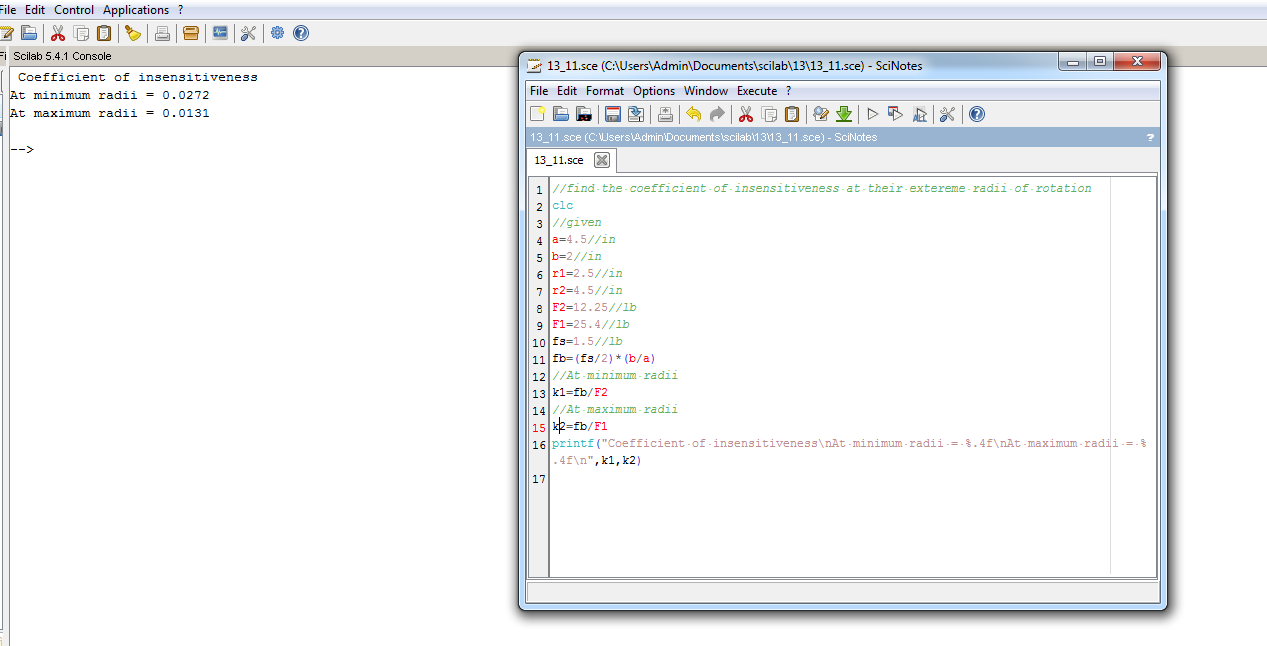 File Edit Control Applications ?
Fi Scilab 5.4.1 Console
Coefficient of insensitiveness
At minimum radii = 0.0272
At maximum radii = 0.0131
-->
13_11.sce (C:\Users\Admin\Documents\scilab\13\13_11.sce) - SciNotes
File Edit Format Options Window Execute ?
13_11.sce (C:\Users\Admin\Documents\scilab\13\13_11.sce) - SciNotes ?
13_11.sce
1 //find the coefficient of insensitiveness at their extereme radii of rotation
2 clc
3 //given
4 a=4.5//in
5 b=2//in
6 r1=2.5//in
7 r2=4.5//in
8 F2=12.25//lb
9 F1=25.4//lb
10 fs=1.5//lb
11 fb=(fs/2)*(b/a)
12 //At minimum radii
13 k1=fb/F2
14 //At maximum radii
15 k2=fb/F1
16 printf("Coefficient of insensitiveness\nAt minimum radii = %.4f\nAt maximum radii = %
.4f\n",k1,k2)
17